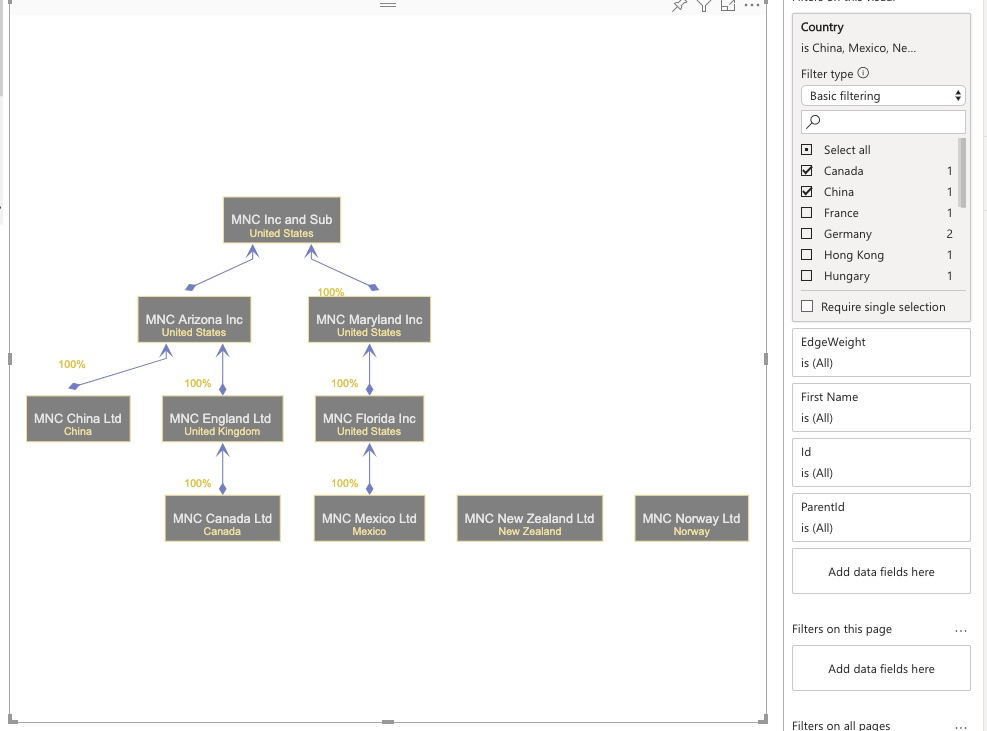 MNC Inc and Sub
United States
100%
MNC Arizona Inc
United States
MNC Maryland Inc
United States
100%
100%
100%
MNC China Ltd
China
MNC England Ltd
United Kingdom
MNC Florida Inc
United States
100%
100%
MNC Canada Ltd
Canada
MNC Mexico Ltd
Mexico
MNC New Zealand Ltd
New Zealand
MNC Norway Ltd
Norway
Filters on this visual
Country
is China, Mexico, Ne...
Filter type
Basic filtering
Select all
Canada 1
China 1
France 1
Germany 2
Hong Kong 1
Hungary 1
Require single selection
EdgeWeight
is (All)
First Name
is (All)
Id
is (All)
ParentId
is (All)
Add data fields here
Filters on this page ...
Add data fields here
Filters on all pages ...